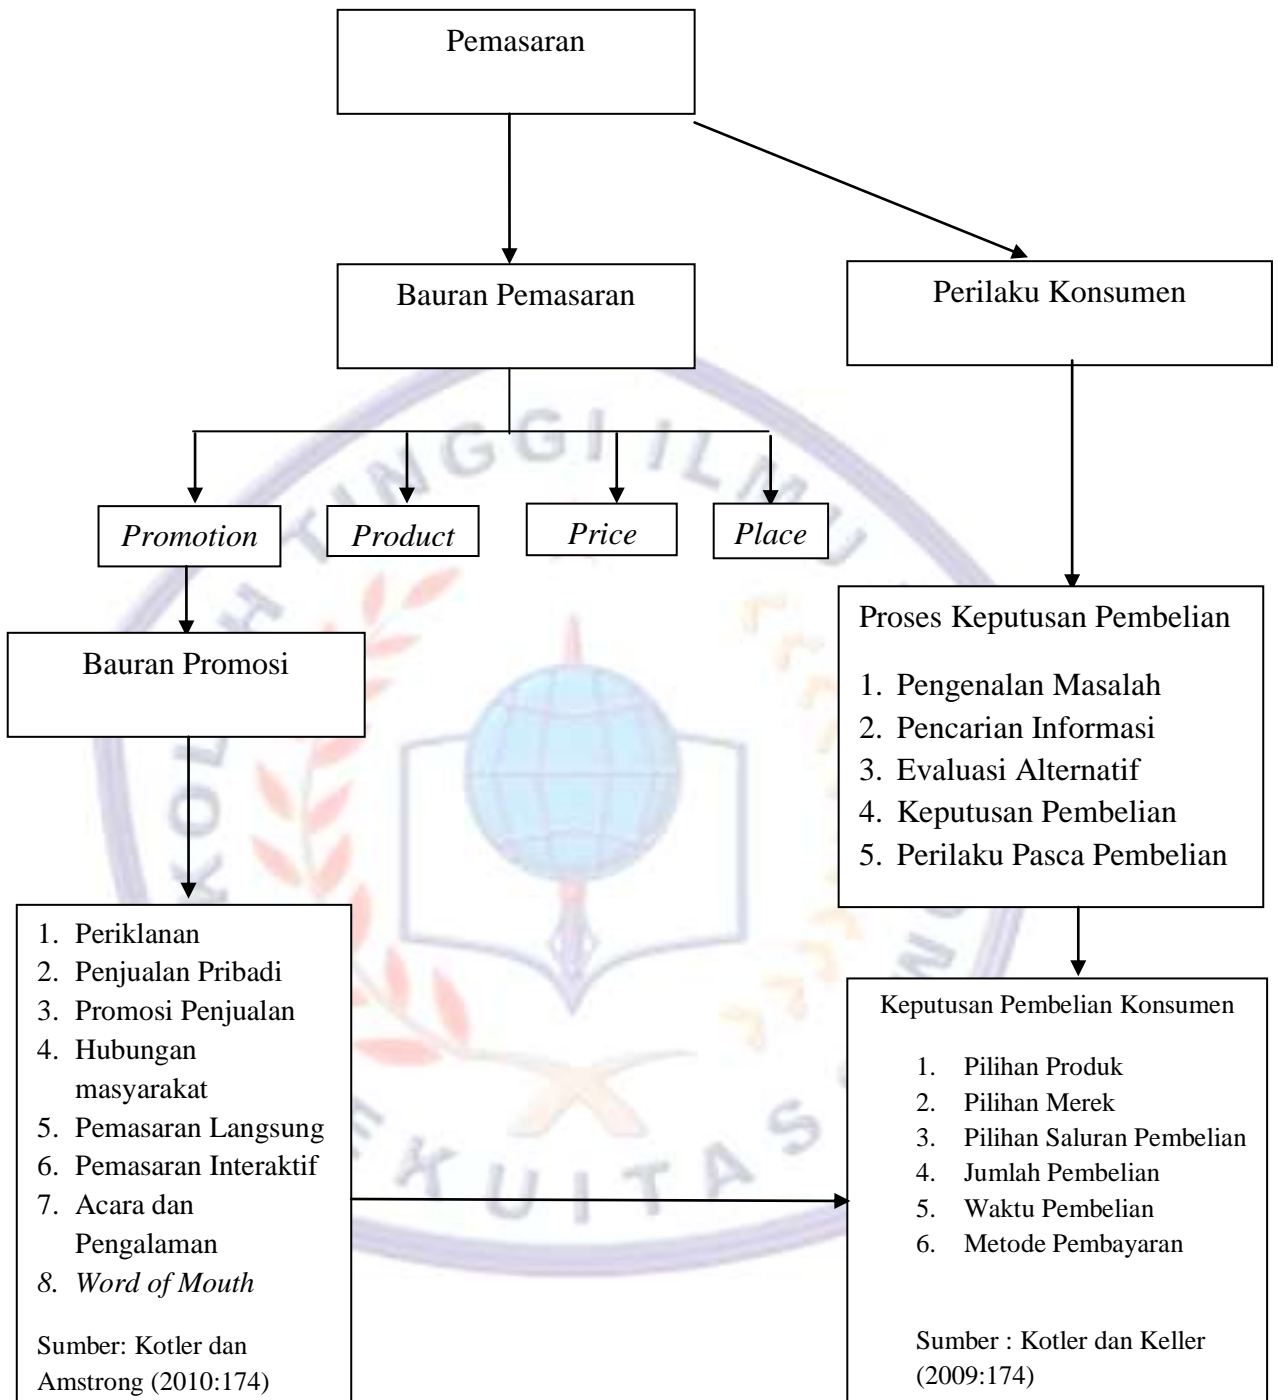 Pemasaran
Bauran Pemasaran
Perilaku Konsumen
Promotion
Product
Price
Place
Bauran Promosi
Proses Keputusan Pembelian
1. Pengenalan Masalah
2. Pencarian Informasi
3. Evaluasi Alternatif
4. Keputusan Pembelian
5. Perilaku Pasca Pembelian
1. Periklanan
2. Penjualan Pribadi
3. Promosi Penjualan
4. Hubungan
masyarakat
5. Pemasaran Langsung
6. Pemasaran Interaktif
7. Acara dan
Pengalaman
8. Word of Mouth
Sumber: Kotler dan
Amstrong (2010:174)
Keputusan Pembelian Konsumen
1. Pilihan Produk
2. Pilihan Merek
3. Pilihan Saluran Pembelian
4. Jumlah Pembelian
5. Waktu Pembelian
6. Metode Pembayaran
Sumber : Kotler dan Keller
(2009:174)
TINGGI ILMU
EKUITAS